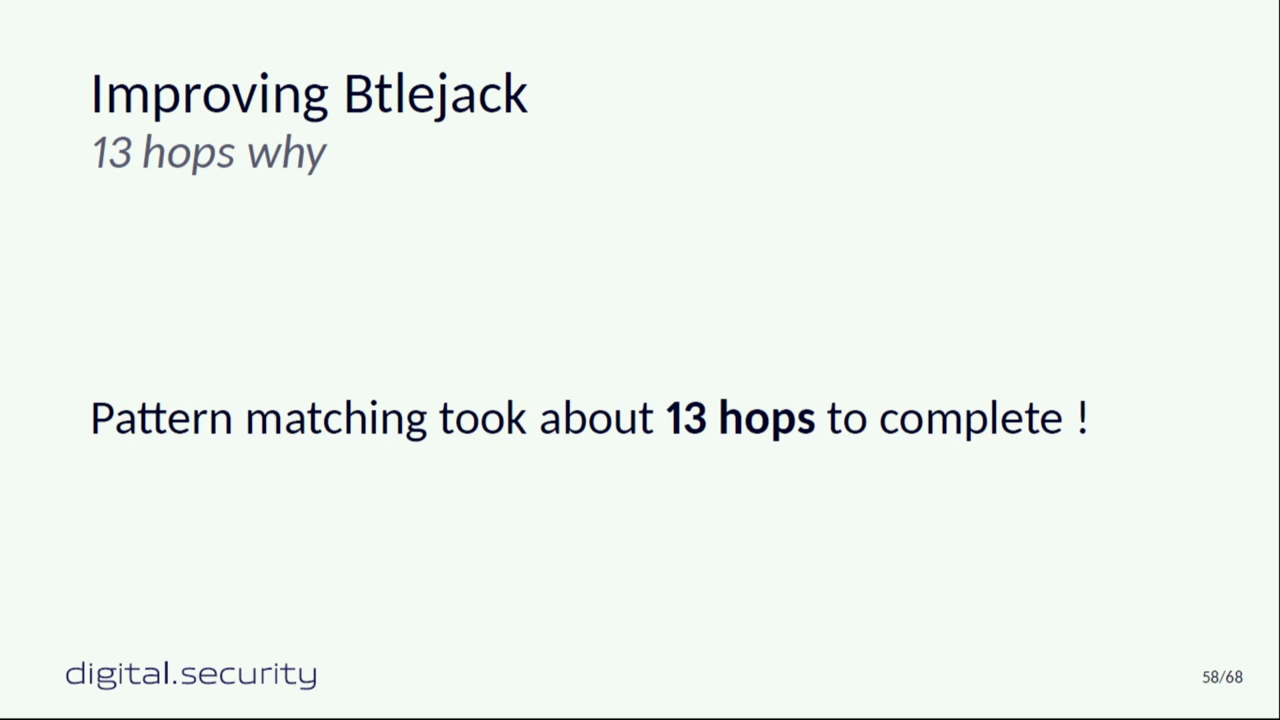 Improving Btlejack
13 hops why
Pattern matching took about 13 hops to complete !
digital.security
58/68